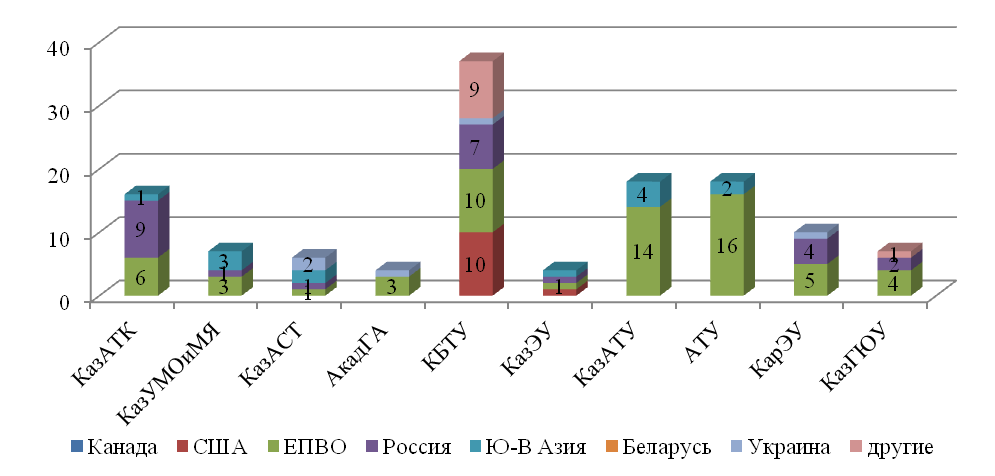 40
9
30
7
20
10
4
2
1
9
14
16
10
3
2
10
4
1
6
1
3
1
1
3
1
5
2
4
0
КазАТК
КазУМОиМЯ
КазАСТ
АкадГА
КБТУ
КазЭУ
КазАТУ
АТУ
КарЭУ
КазГЮУ
Канада США ЕПВО Россия Ю-В Азия Беларусь Украина другие